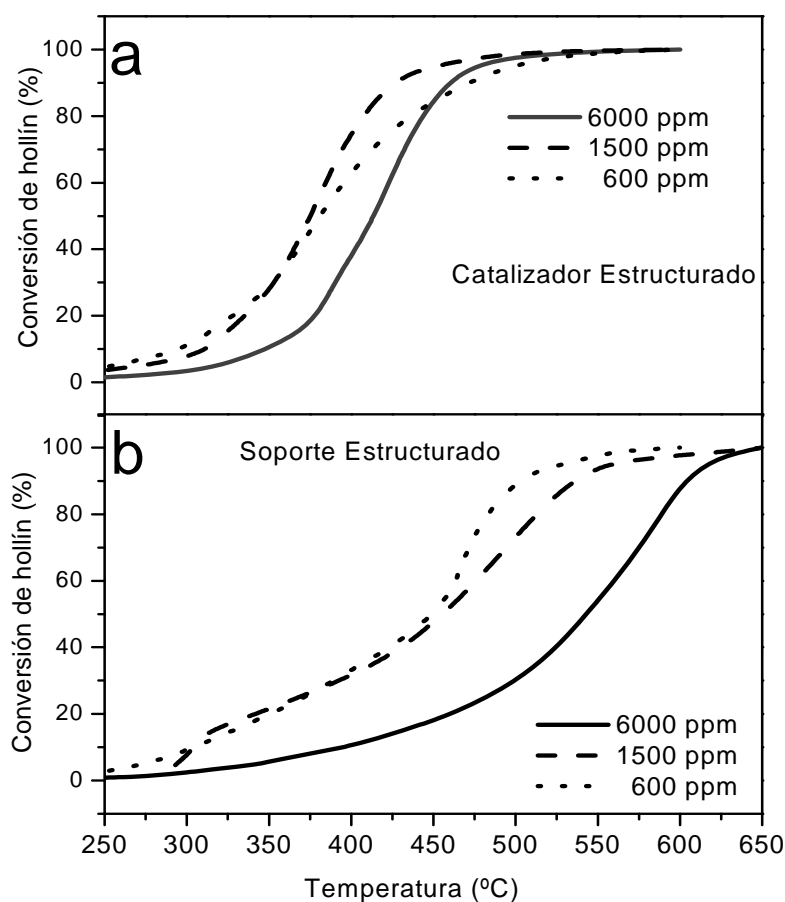 a
100
80
60
40
20
0
Conversión de hollín (%)
6000 ppm
1500 ppm
600 ppm
Catalizador Estructurado
b
Soporte Estructurado
100
80
60
40
20
0
Conversión de hollín (%)
6000 ppm
1500 ppm
600 ppm
250 300 350 400 450 500 550 600 650
Temperatura (ºC)